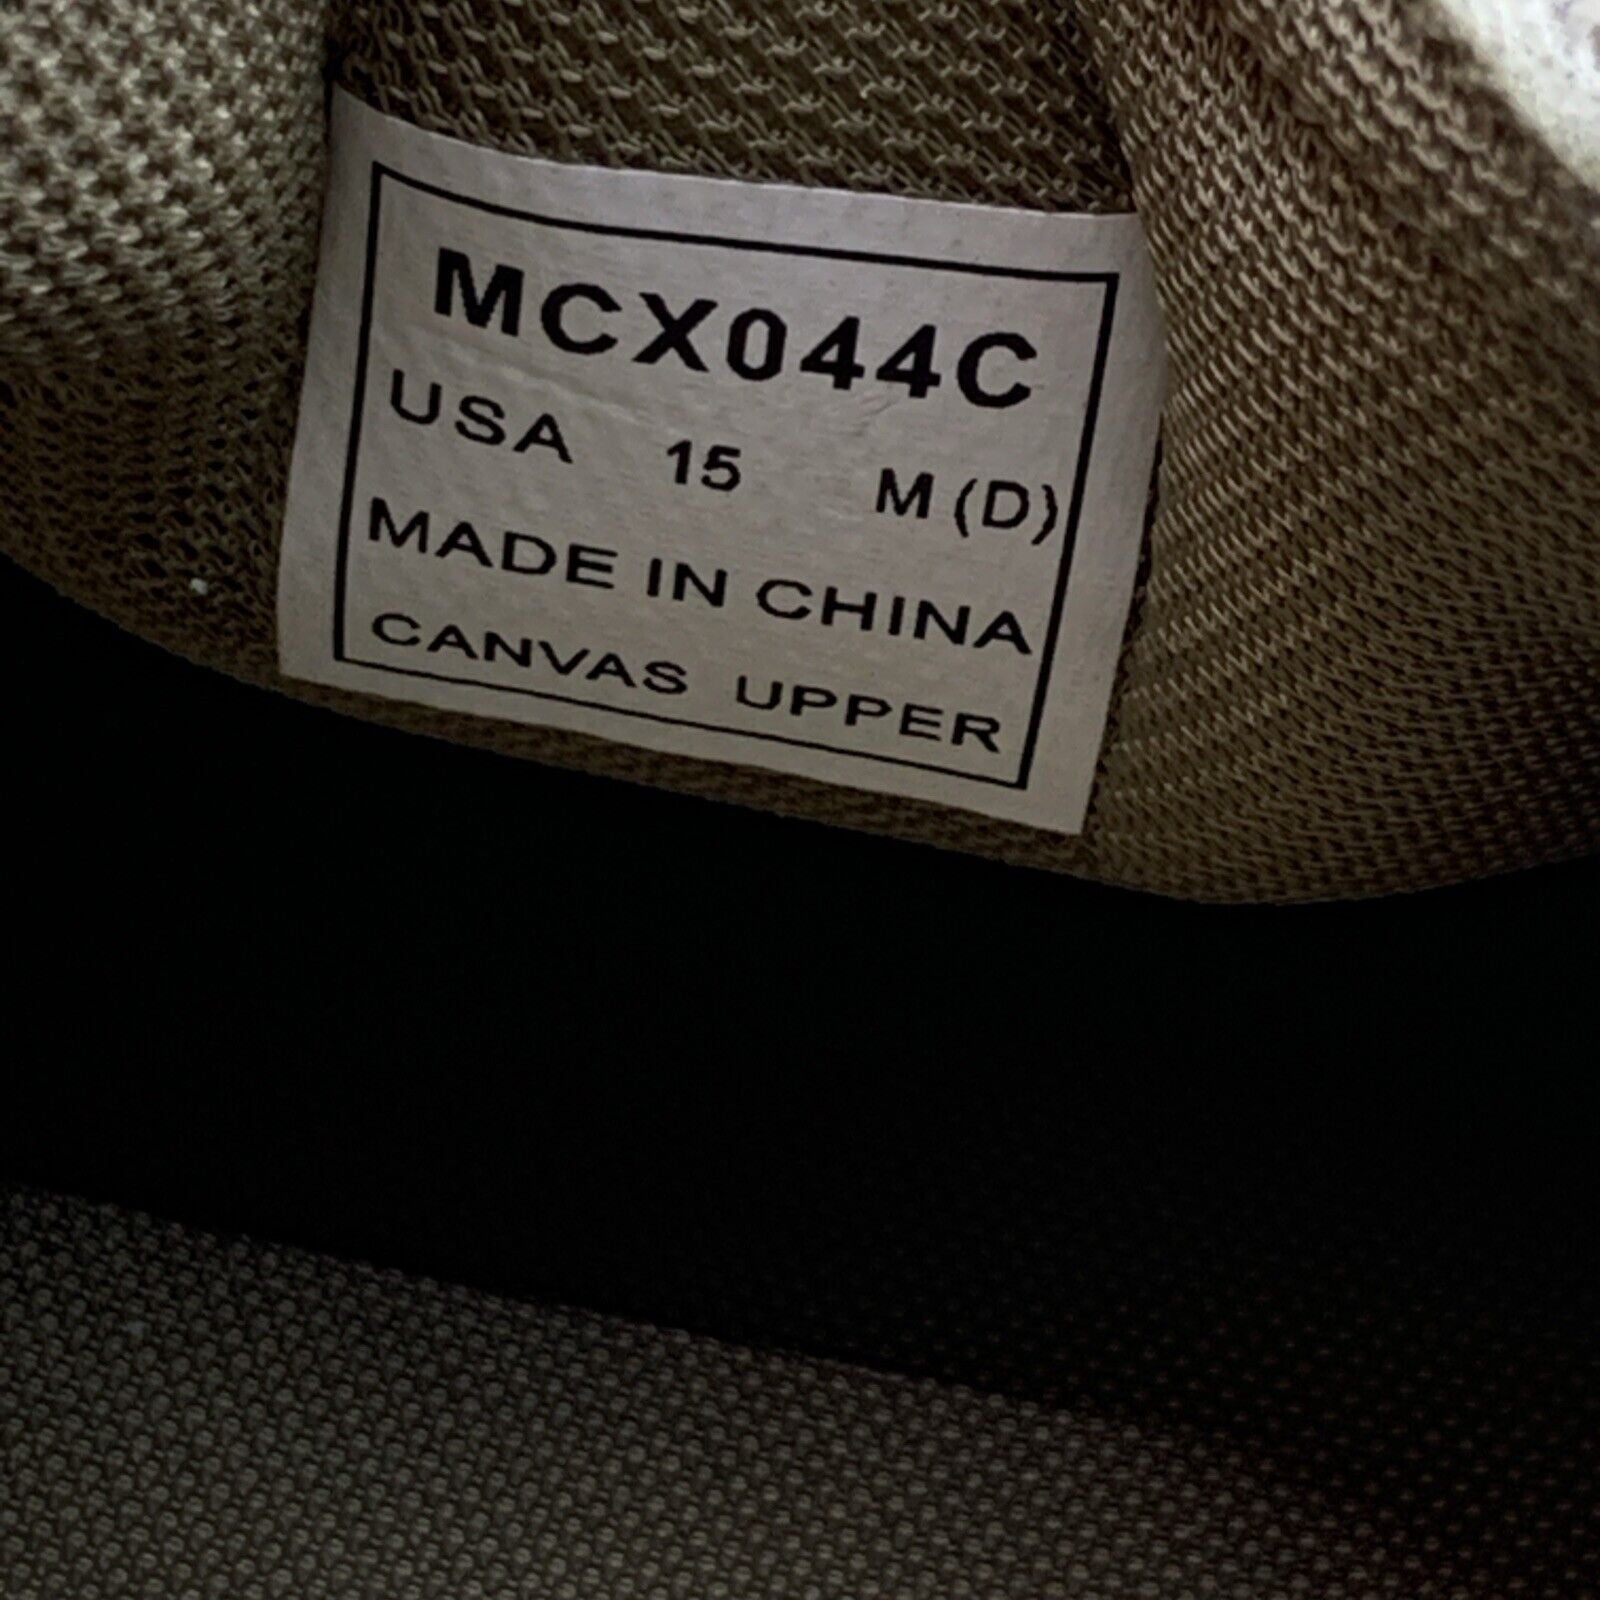 MCX044C
USA 15 M (D)
MADE IN CHINA
CANVAS UPPER